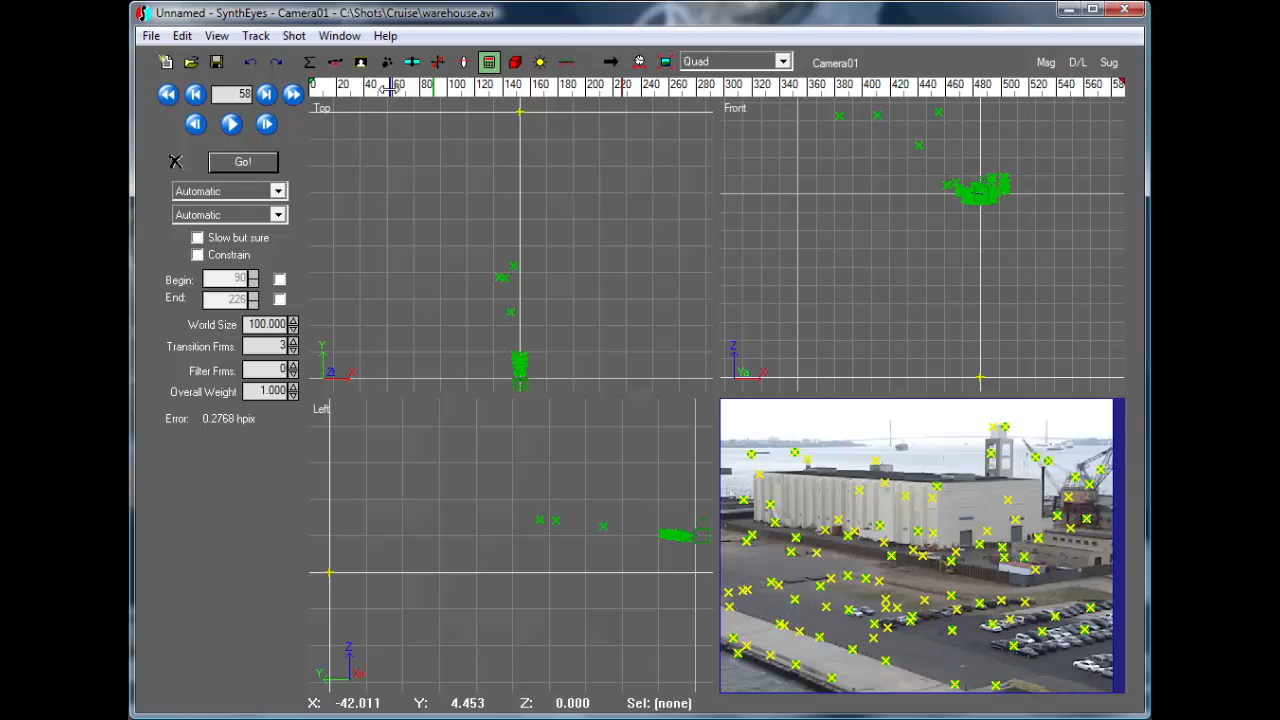 Unnamed - SynthEyes - Camera01 - C:\Shots\Cruise\warehouse.avi
File Edit View Track Shot Window Help
Quad Camera01 Msg D/L Sug
58
0 20 40 60 80 100 120 140 160 180 200 220 240 260 280 300 320 340 360 380 400 420 440 460 480 500 520 540 560 58
Top
Front
Go!
Automatic
Automatic
Slow but sure
Constrain
Begin: 90
End: 226
World Size 100.000
Transition Frms. 3
Filter Frms. 0
Overall Weight 1.000
Error: 0.2768 hpix
Y
X
Z
X
Left
Z
Y
X: -42.011 Y: 4.453 Z: 0.000 Sel: (none)